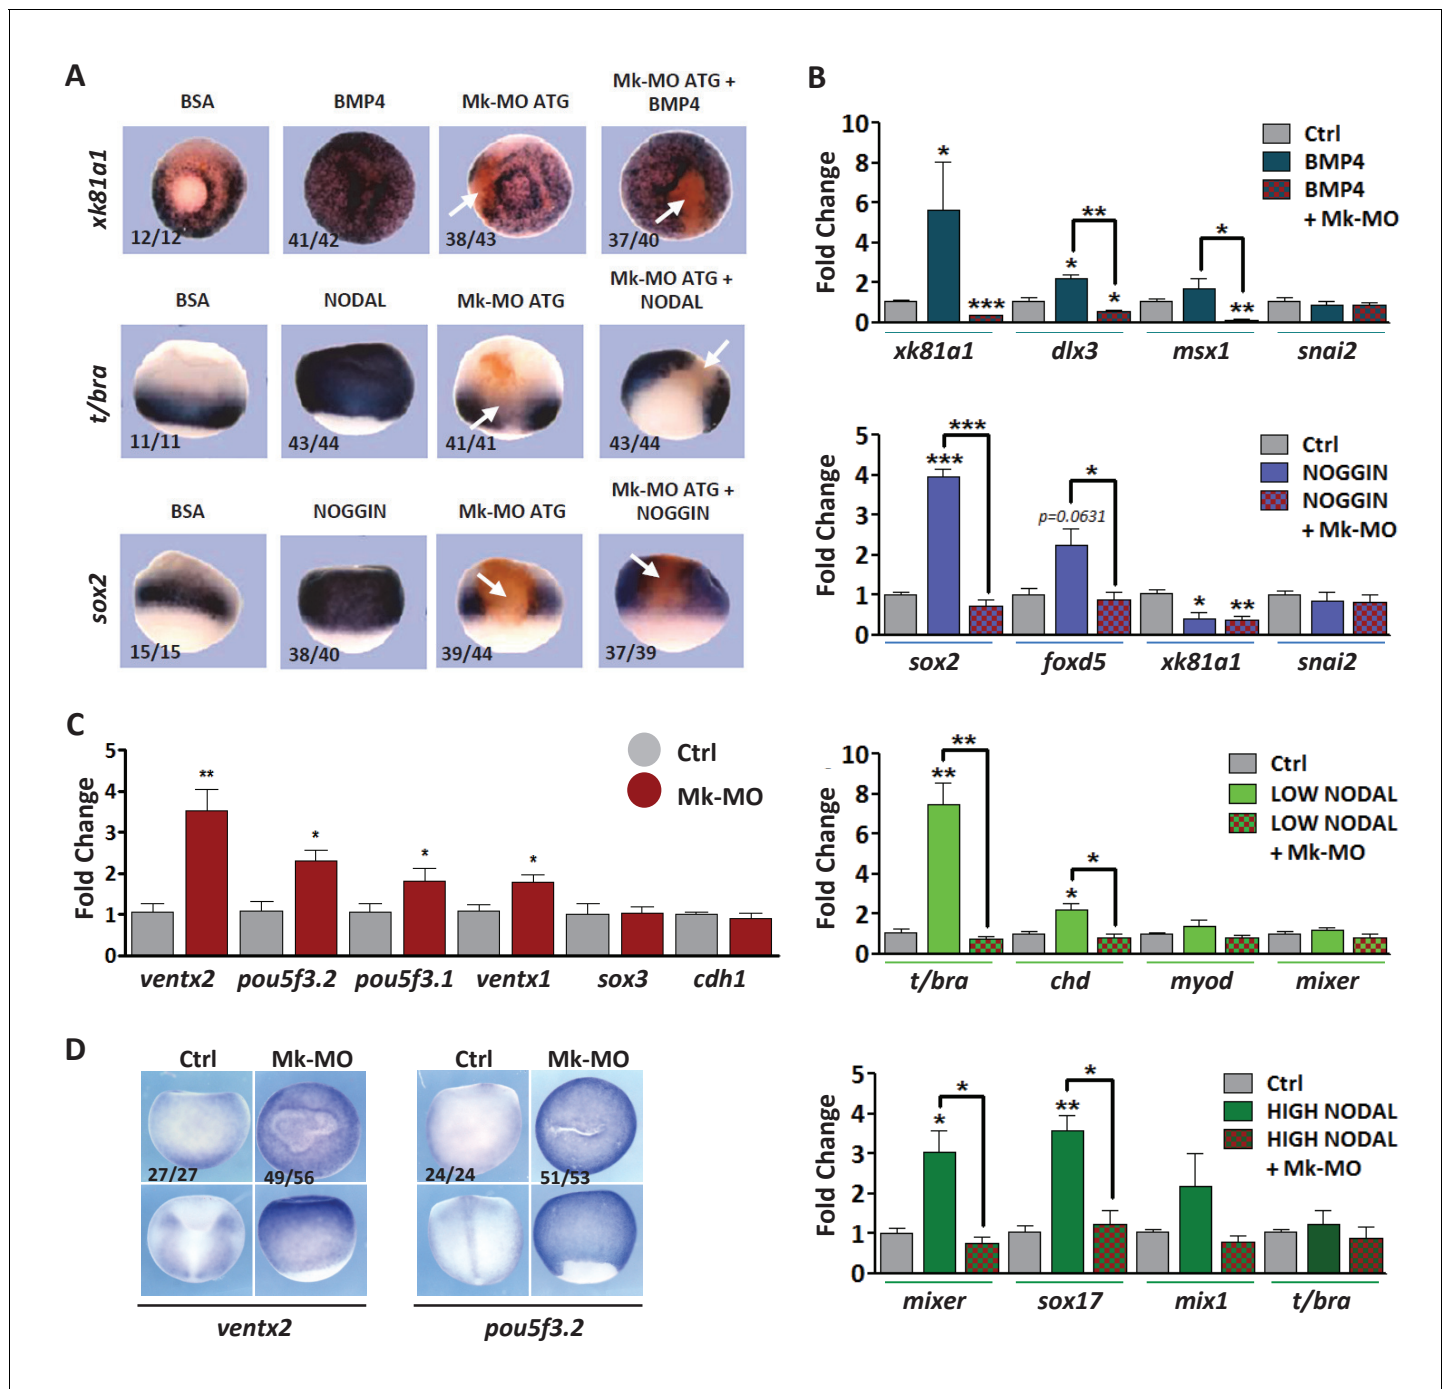 A
BSA
BMP4
Mk-MO ATG
Mk-MO ATG +
BMP4
xk81a1
12/12
41/42
38/43
37/40
BSA
NODAL
Mk-MO ATG
Mk-MO ATG +
NODAL
t/bra
11/11
43/44
41/41
43/44
BSA
NOGGIN
Mk-MO ATG
Mk-MO ATG +
NOGGIN
sox2
15/15
38/40
39/44
37/39
B
Fold Change
10
8
6
4
2
0
*
***
*
**
*
*
**
Ctrl
BMP4
BMP4
+ Mk-MO
xk81a1 dlx3 msx1 snai2
Fold Change
5
4
3
2
1
0
***
***
p=0.0631
*
*
**
Ctrl
NOGGIN
NOGGIN
+ Mk-MO
sox2 foxd5 xk81a1 snai2
Fold Change
10
8
6
4
2
0
**
**
*
*
Ctrl
LOW NODAL
LOW NODAL
+ Mk-MO
t/bra chd myod mixer
Fold Change
5
4
3
2
1
0
*
*
**
*
Ctrl
HIGH NODAL
HIGH NODAL
+ Mk-MO
mixer sox17 mix1 t/bra
C
Fold Change
5
4
3
2
1
0
**
*
*
*
Ctrl
Mk-MO
ventx2 pou5f3.2 pou5f3.1 ventx1 sox3 cdh1
D
Ctrl Mk-MO
27/27 49/56
ventx2
Ctrl Mk-MO
24/24 51/53
pou5f3.2